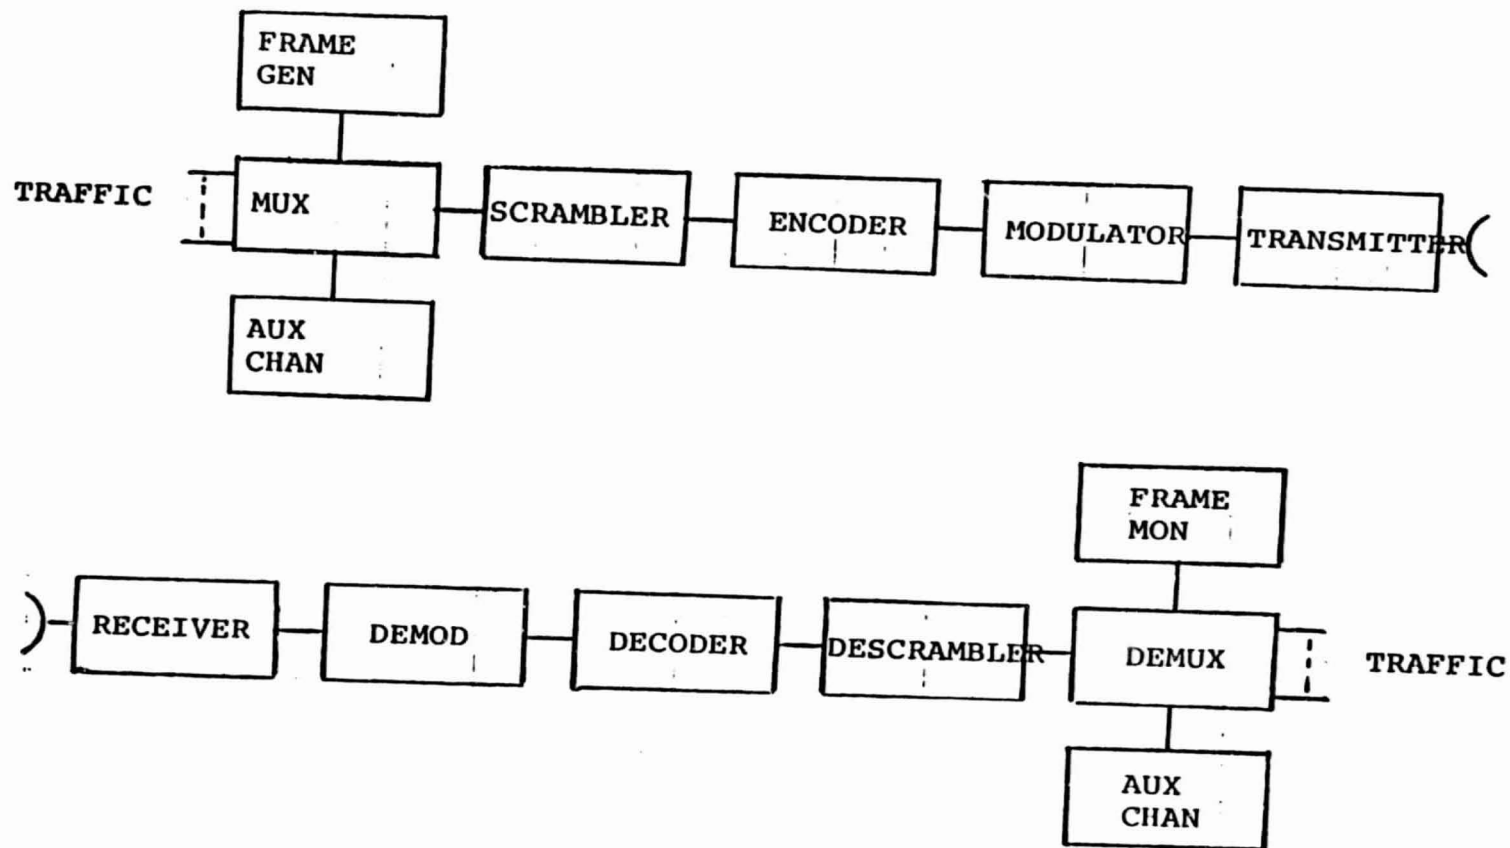 FRAME
GEN
TRAFFIC
MUX
SCRAMBLER
ENCODER
MODULATOR
TRANSMITTER
AUX
CHAN
FRAME
MON
RECEIVER
DEMOD
DECODER
DESCRAMBLER
DEMUX
TRAFFIC
AUX
CHAN